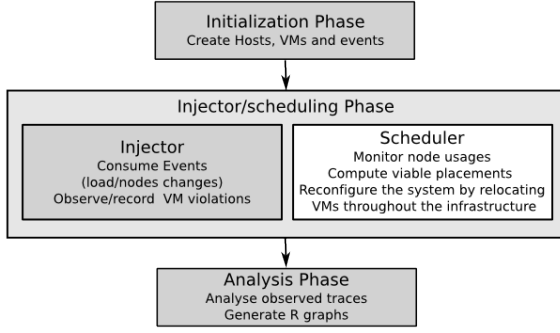 Initialization Phase
Create Hosts, VMs and events
Injector/scheduling Phase
Injector
Consume Events
(load/nodes changes)
Observe/record VM violations
Scheduler
Monitor node usages
Compute viable placements
Reconfigure the system by relocating
VMs throughout the infrastructure
Analysis Phase
Analyse observed traces
Generate R graphs